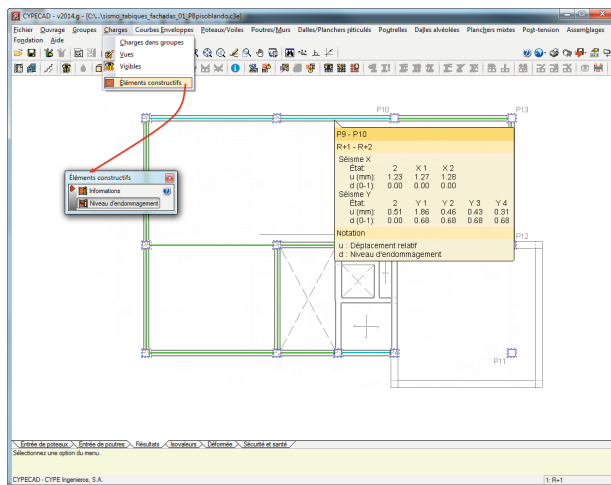 CYPECAD - v2014.g - [C:\...\sismo_tabiques_fachadas_01_P8pisoblando.c3e]
Fichier Ouvrage Groupes Charges Courbes Enveloppes Poteaux/Voiles Poutres/Murs Dalles/Planchers réticulés Poutrelles Dalles alvéolées Planchers mixtes Post-tension Assemblages
Fondation Aide
Charges dans groupes
Vues
Visibles
Éléments constructifs
P10
P13
Éléments constructifs
Informations
Niveau d'endommagement
P9 - P10
R+1 - R+2
Séisme X
État: 2 X 1 X 2
u (mm): 1.23 1.27 1.28
d (0-1): 0.00 0.00 0.00
Séisme Y
État: 2 Y 1 Y 2 Y 3 Y 4
u (mm): 0.51 1.86 0.46 0.43 0.31
d (0-1): 0.00 0.68 0.68 0.68 0.68
Notation
u : Déplacement relatif
d : Niveau d'endommagement
P12
P11
Entrée de poteaux Entrée de poutres Résultats Isovaleurs Déformée Sécurité et santé
Sélectionnez une option du menu.
CYPECAD - CYPE Ingenieros, S.A.
1: R+1